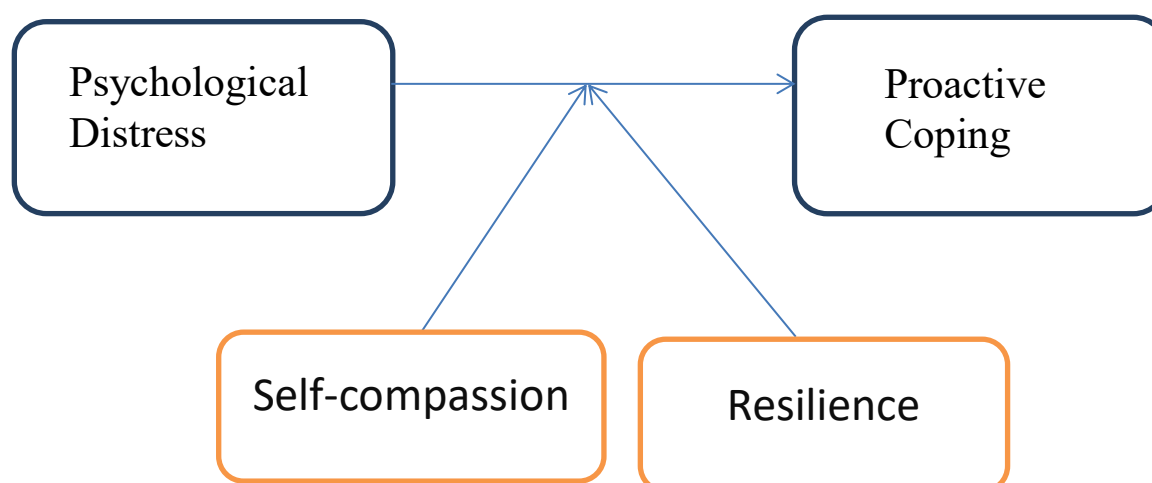 Psychological
Distress
Proactive
Coping
Self-compassion
Resilience